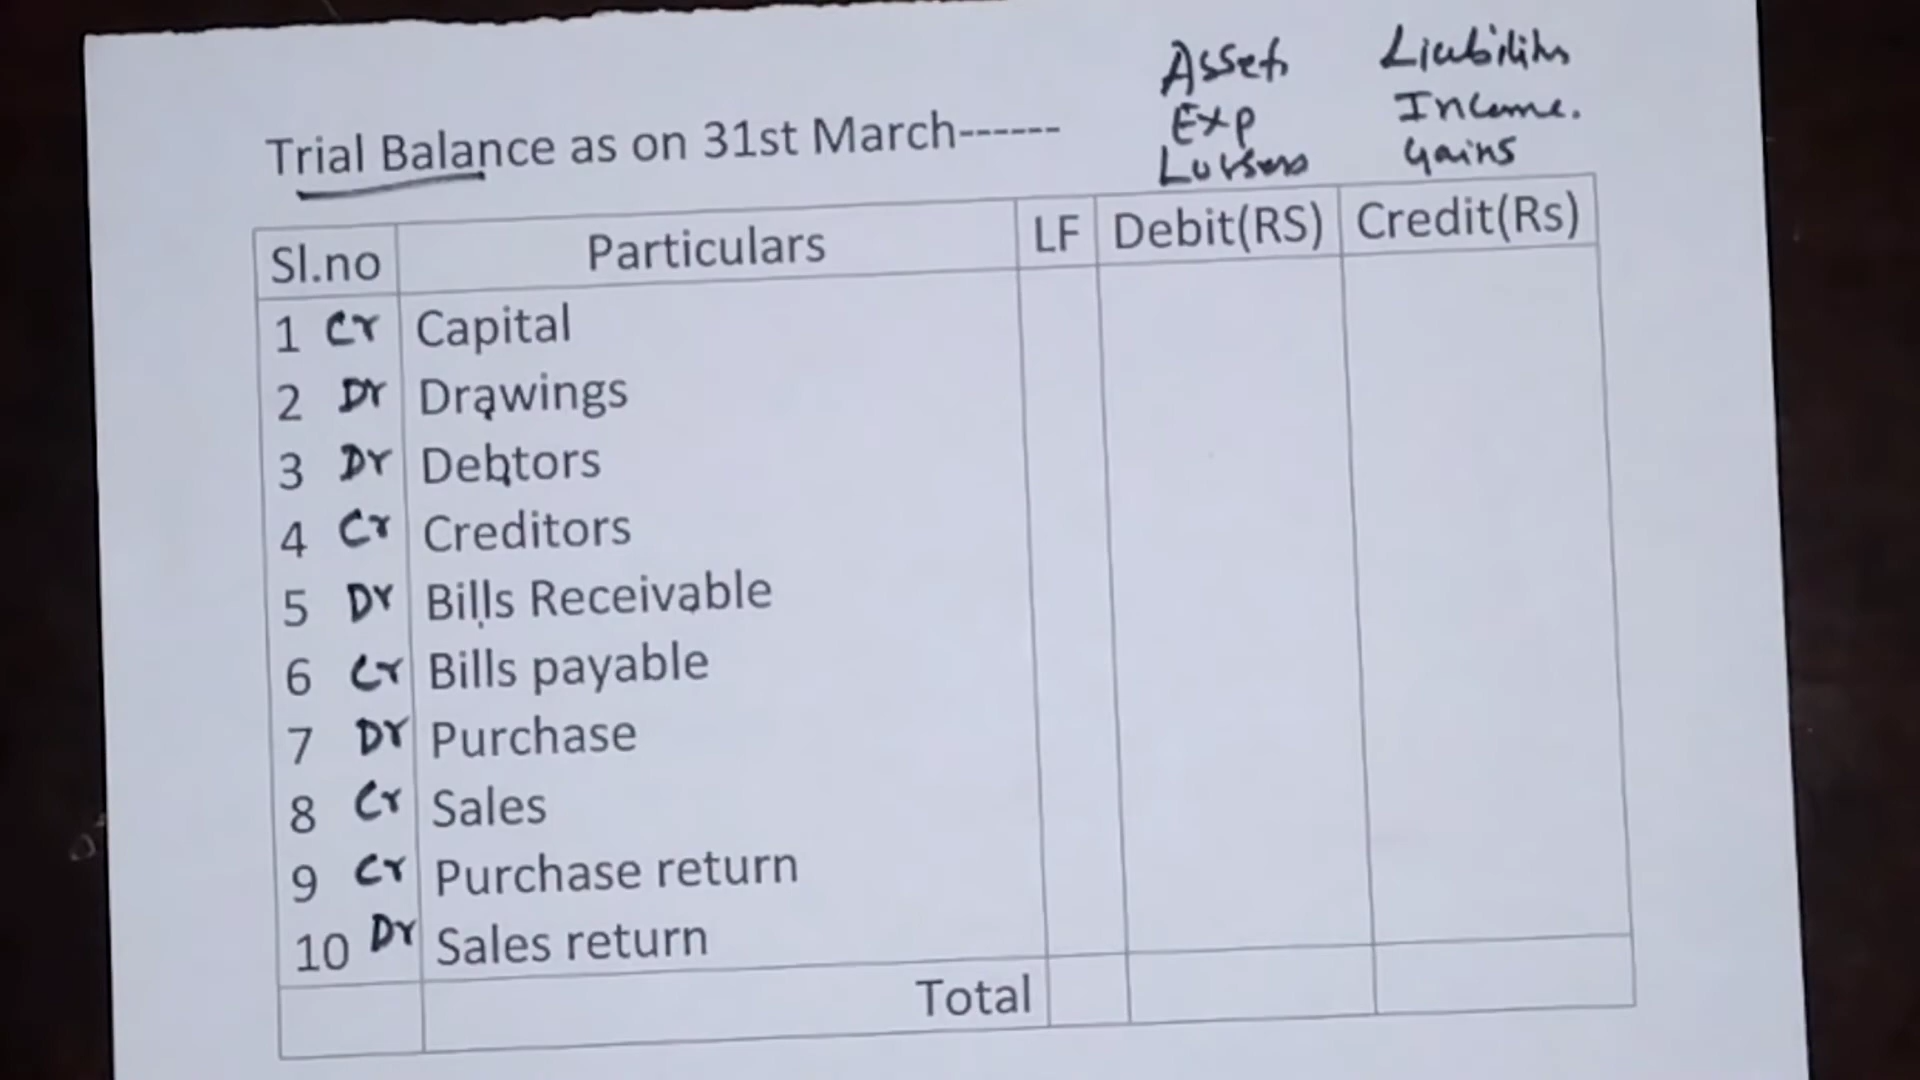 Assets Liabilities
Exp Income.
Trial Balance as on 31st March------
Losses Gains
Sl.no Particulars LF Debit(RS) Credit(Rs)
1 Cr Capital
2 Dr Drawings
3 Dr Debtors
4 Cr Creditors
5 Dr Bills Receivable
6 Cr Bills payable
7 Dr Purchase
8 Cr Sales
9 Cr Purchase return
10 Dr Sales return
Total